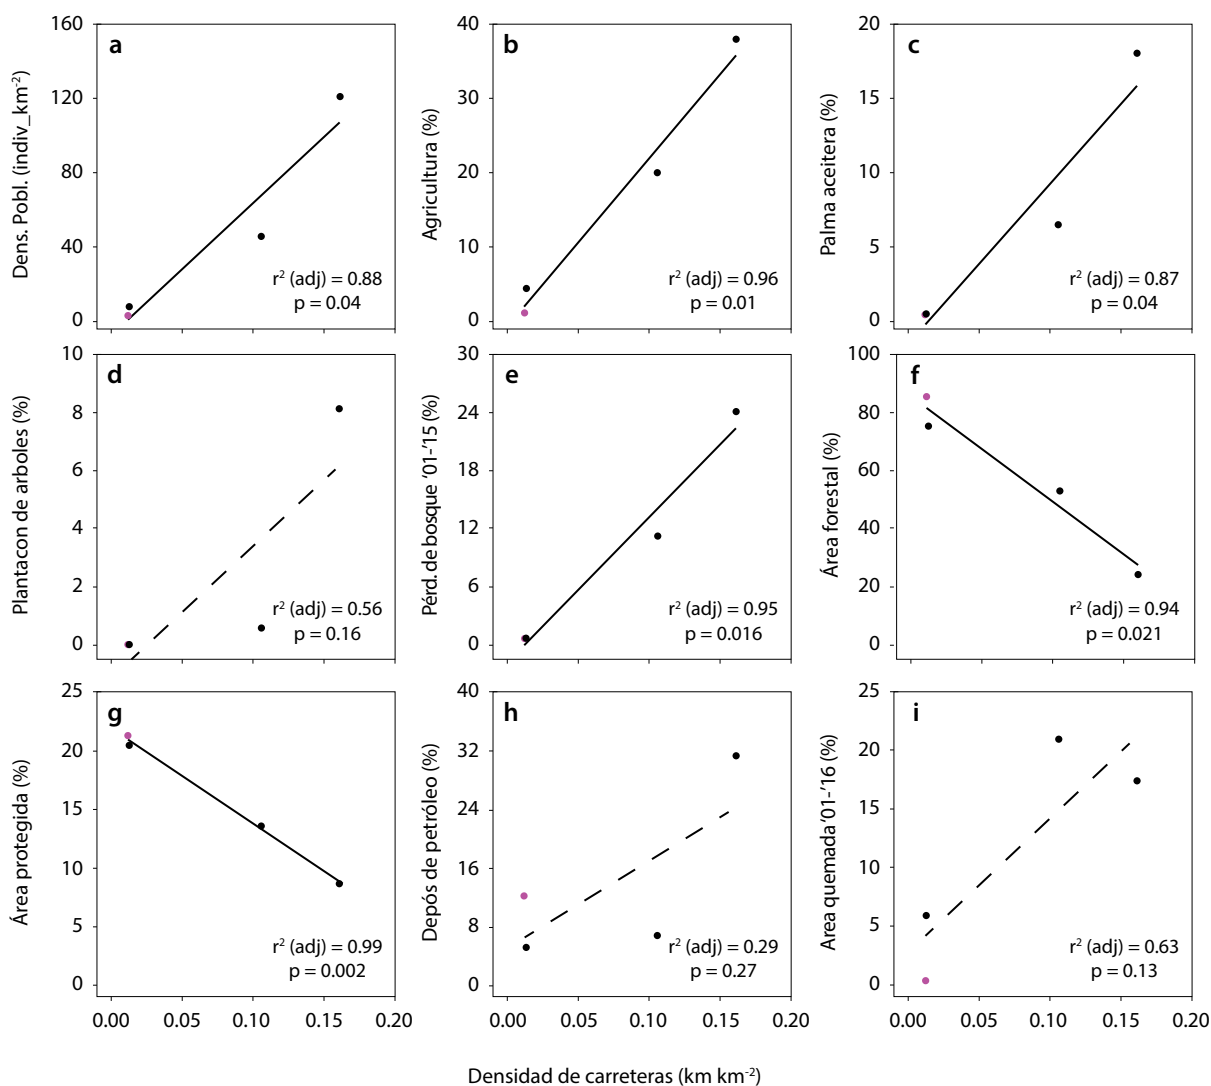 a
Dens. Pobl. (indiv_km-2)
160
120
80
40
0
r2 (adj) = 0.88
p = 0.04
b
Agricultura (%)
40
30
20
10
0
r2 (adj) = 0.96
p = 0.01
c
Palma aceitera (%)
20
15
10
5
0
r2 (adj) = 0.87
p = 0.04
d
Plantacon de arboles (%)
10
8
6
4
2
0
r2 (adj) = 0.56
p = 0.16
e
Pérd. de bosque ‘01-’15 (%)
30
24
18
12
6
0
r2 (adj) = 0.95
p = 0.016
f
Área forestal (%)
100
80
60
40
20
0
r2 (adj) = 0.94
p = 0.021
g
Área protegida (%)
25
20
15
10
5
0
r2 (adj) = 0.99
p = 0.002
0.00 0.05 0.10 0.15 0.20
h
Depós de petróleo (%)
40
32
24
16
8
0
r2 (adj) = 0.29
p = 0.27
0.00 0.05 0.10 0.15 0.20
i
Area quemada ‘01-’16 (%)
25
20
15
10
5
0
r2 (adj) = 0.63
p = 0.13
0.00 0.05 0.10 0.15 0.20
Densidad de carreteras (km km-2)